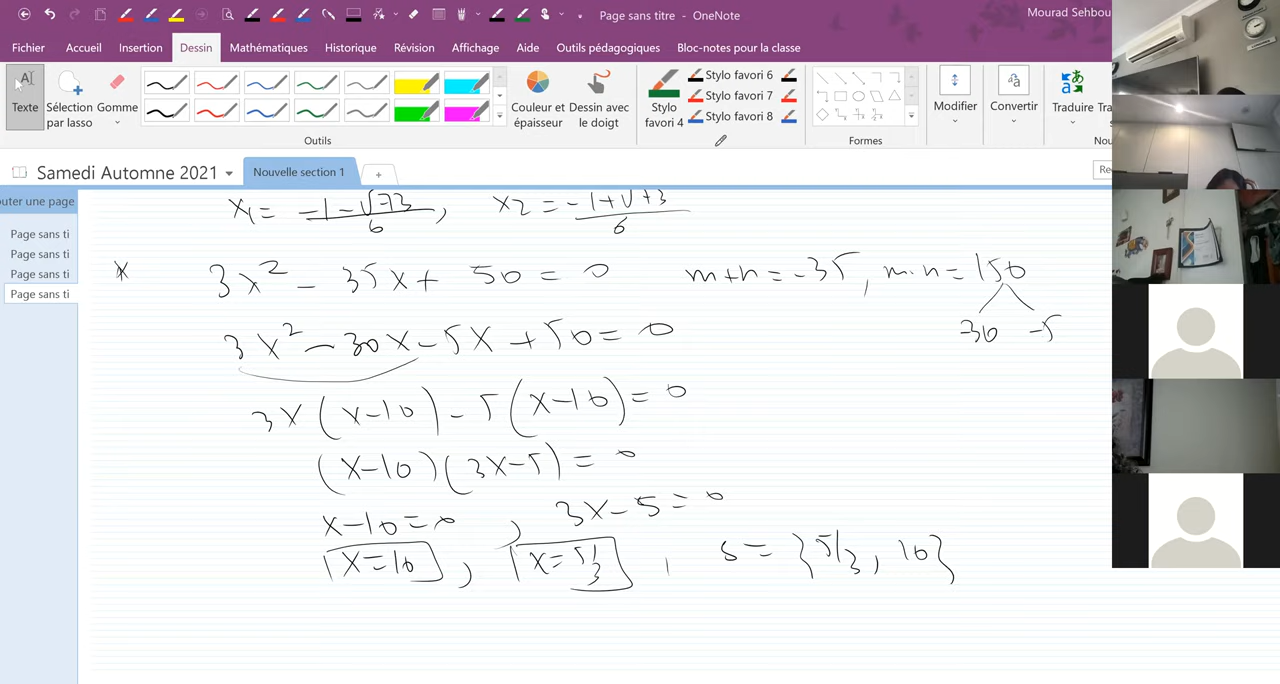 Page sans titre - OneNote
Mourad Sehbou
Fichier Accueil Insertion Dessin Mathématiques Historique Révision Affichage Aide Outils pédagogiques Bloc-notes pour la classe
Texte
Sélection par lasso
Gomme
Couleur et épaisseur
Dessin avec le doigt
Stylo favori 4
Stylo favori 6
Stylo favori 7
Stylo favori 8
Modifier
Convertir
Traduire
Outils
Formes
Samedi Automne 2021
Nouvelle section 1
outer une page
Page sans ti
Page sans ti
Page sans ti
Page sans ti
x₁ = (-1-√73)/6, x₂ = (-1+√73)/6
* 3x² - 35x + 50 = 0 m+n = -35, m·n = 150
-30 -5
3x² - 30x - 5x + 50 = 0
3x(x-10) - 5(x-10) = 0
(x-10)(3x-5) = 0
x-10=0, 3x-5=0
x=10, x=5/3, S = {5/3, 10}